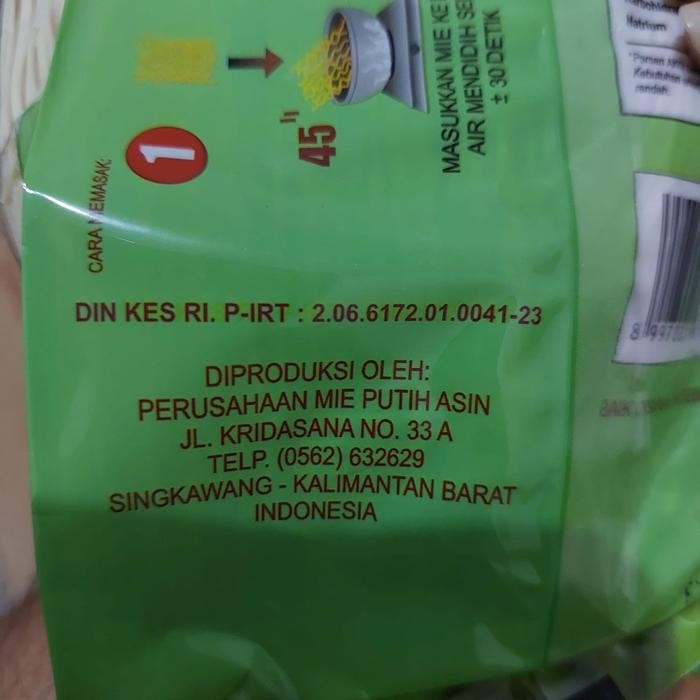 CARA MEMASAK:
1
45"
MASUKKAN MIE KE
AIR MENDIDIH
± 30 DETIK
Natrium
DIN KES RI. P-IRT : 2.06.6172.01.0041-23
DIPRODUKSI OLEH:
PERUSAHAAN MIE PUTIH ASIN
JL. KRIDASANA NO. 33 A
TELP. (0562) 632629
SINGKAWANG - KALIMANTAN BARAT
INDONESIA